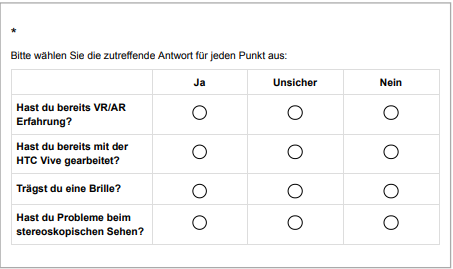 *
Bitte wählen Sie die zutreffende Antwort für jeden Punkt aus:
Ja Unsicher Nein
Hast du bereits VR/AR
Erfahrung?
Hast du bereits mit der
HTC Vive gearbeitet?
Trägst du eine Brille?
Hast du Probleme beim
stereoskopischen Sehen?